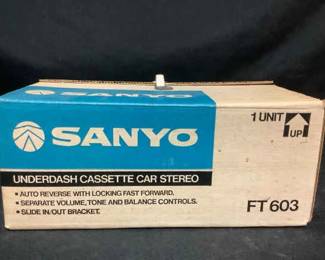 SANYO
1 UNIT
UP
UNDERDASH CASSETTE CAR STEREO
• AUTO REVERSE WITH LOCKING FAST FORWARD.
• SEPARATE VOLUME, TONE AND BALANCE CONTROLS.
• SLIDE IN/OUT BRACKET.
FT 603